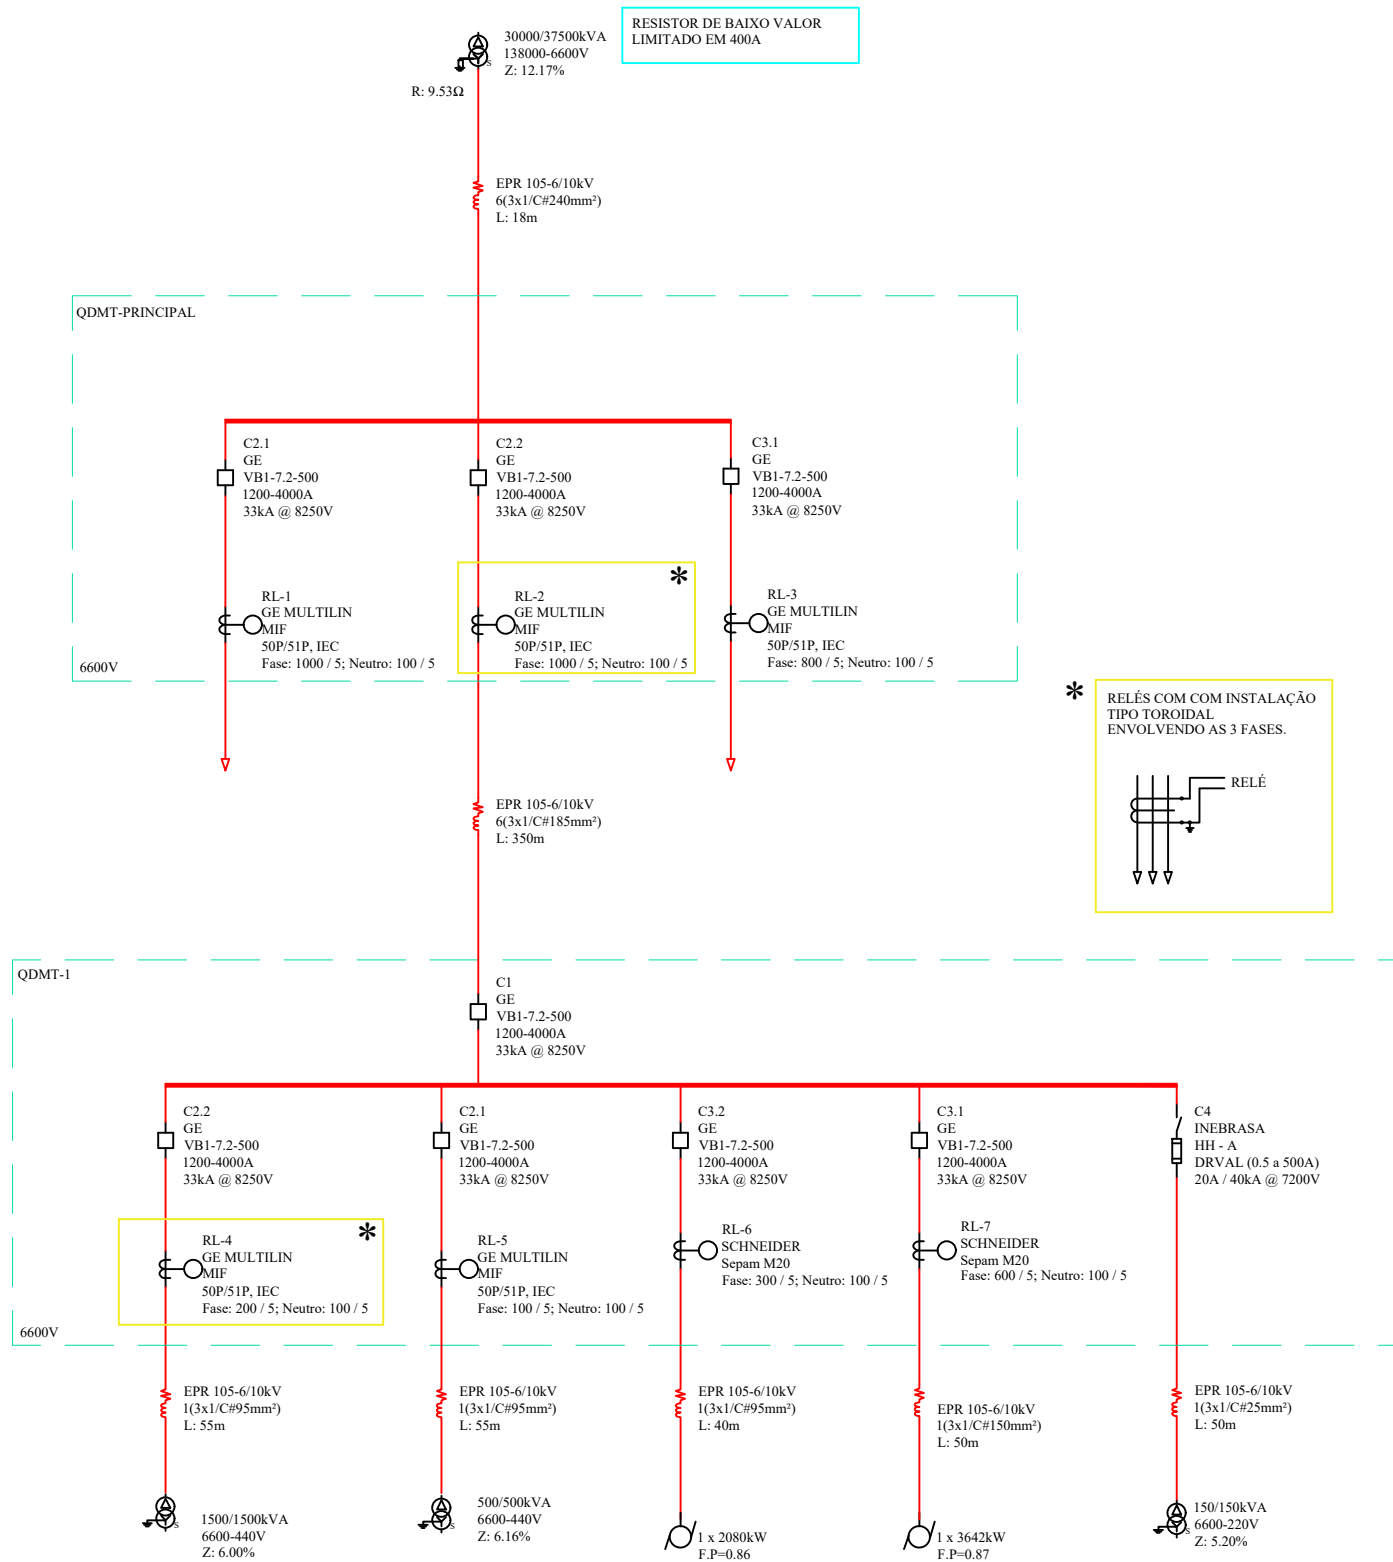 RESISTOR DE BAIXO VALOR
LIMITADO EM 400A
30000/37500kVA
138000-6600V
Z: 12.17%
S
R: 9.53Ω
EPR 105-6/10kV
6(3x1/C#240mm²)
L: 18m
QDMT-PRINCIPAL
C2.1
GE
VB1-7.2-500
1200-4000A
33kA @ 8250V
C2.2
GE
VB1-7.2-500
1200-4000A
33kA @ 8250V
C3.1
GE
VB1-7.2-500
1200-4000A
33kA @ 8250V
RL-1
GE MULTILIN
MIF
50P/51P, IEC
Fase: 1000 / 5; Neutro: 100 / 5
*
RL-2
GE MULTILIN
MIF
50P/51P, IEC
Fase: 1000 / 5; Neutro: 100 / 5
RL-3
GE MULTILIN
MIF
50P/51P, IEC
Fase: 800 / 5; Neutro: 100 / 5
6600V
*
RELÉS COM COM INSTALAÇÃO
TIPO TOROIDAL
ENVOLVENDO AS 3 FASES.
RELÉ
EPR 105-6/10kV
6(3x1/C#185mm²)
L: 350m
QDMT-1
C1
GE
VB1-7.2-500
1200-4000A
33kA @ 8250V
C2.2
GE
VB1-7.2-500
1200-4000A
33kA @ 8250V
C2.1
GE
VB1-7.2-500
1200-4000A
33kA @ 8250V
C3.2
GE
VB1-7.2-500
1200-4000A
33kA @ 8250V
C3.1
GE
VB1-7.2-500
1200-4000A
33kA @ 8250V
C4
INEBRASA
HH - A
DRVAL (0.5 a 500A)
20A / 40kA @ 7200V
*
RL-4
GE MULTILIN
MIF
50P/51P, IEC
Fase: 200 / 5; Neutro: 100 / 5
RL-5
GE MULTILIN
MIF
50P/51P, IEC
Fase: 100 / 5; Neutro: 100 / 5
RL-6
SCHNEIDER
Sepam M20
Fase: 300 / 5; Neutro: 100 / 5
RL-7
SCHNEIDER
Sepam M20
Fase: 600 / 5; Neutro: 100 / 5
6600V
EPR 105-6/10kV
1(3x1/C#95mm²)
L: 55m
EPR 105-6/10kV
1(3x1/C#95mm²)
L: 55m
EPR 105-6/10kV
1(3x1/C#95mm²)
L: 40m
EPR 105-6/10kV
1(3x1/C#150mm²)
L: 50m
EPR 105-6/10kV
1(3x1/C#25mm²)
L: 50m
S
1500/1500kVA
6600-440V
Z: 6.00%
S
500/500kVA
6600-440V
Z: 6.16%
1 x 2080kW
F.P=0.86
1 x 3642kW
F.P=0.87
S
150/150kVA
6600-220V
Z: 5.20%